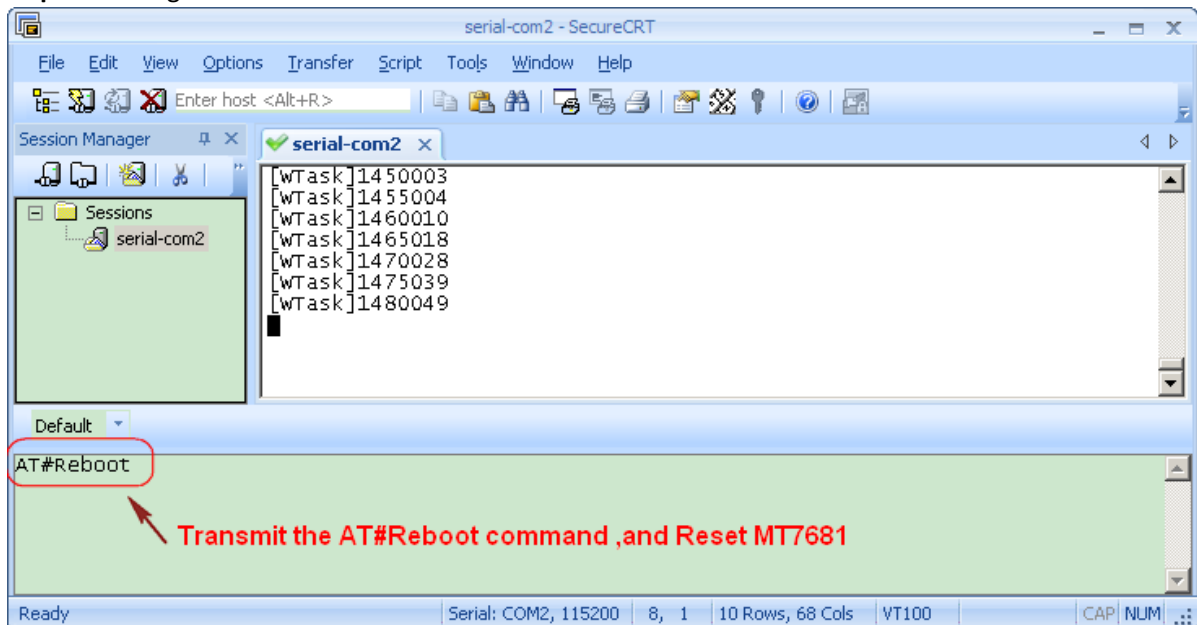 serial-com2 - SecureCRT
File Edit View Options Transfer Script Tools Window Help
Enter host <Alt+R>
Session Manager
serial-com2
Sessions
serial-com2
[WTask]1450003
[WTask]1455004
[WTask]1460010
[WTask]1465018
[WTask]1470028
[WTask]1475039
[WTask]1480049
Default
AT#Reboot
Transmit the AT#Reboot command ,and Reset MT7681
Ready Serial: COM2, 115200 8, 1 10 Rows, 68 Cols VT100 CAP NUM